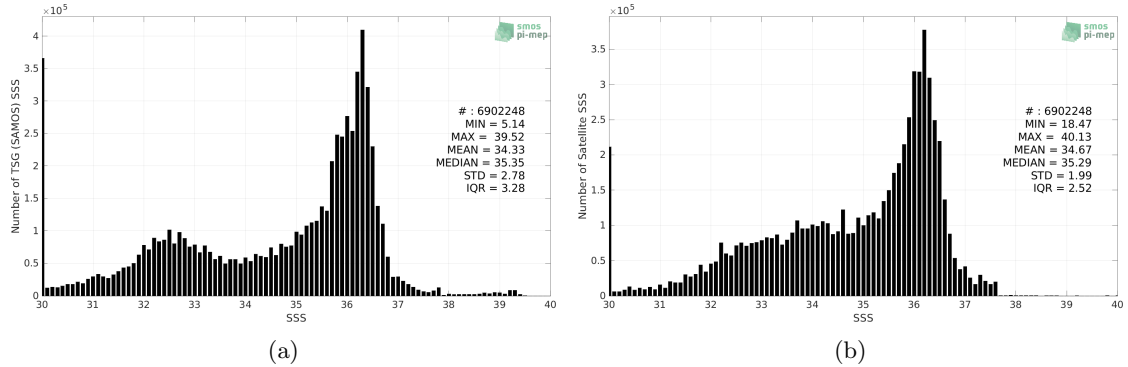 ×10⁵
4
3.5
3
2.5
2
1.5
1
0.5
0
Number of TSG (SAMOS) SSS
smos
pi-mep
# : 6902248
MIN = 5.14
MAX = 39.52
MEAN = 34.33
MEDIAN = 35.35
STD = 2.78
IQR = 3.28
30 31 32 33 34 35 36 37 38 39 40
SSS
(a)
×10⁵
3.5
3
2.5
2
1.5
1
0.5
0
Number of Satellite SSS
smos
pi-mep
# : 6902248
MIN = 18.47
MAX = 40.13
MEAN = 34.67
MEDIAN = 35.29
STD = 1.99
IQR = 2.52
30 31 32 33 34 35 36 37 38 39 40
SSS
(b)